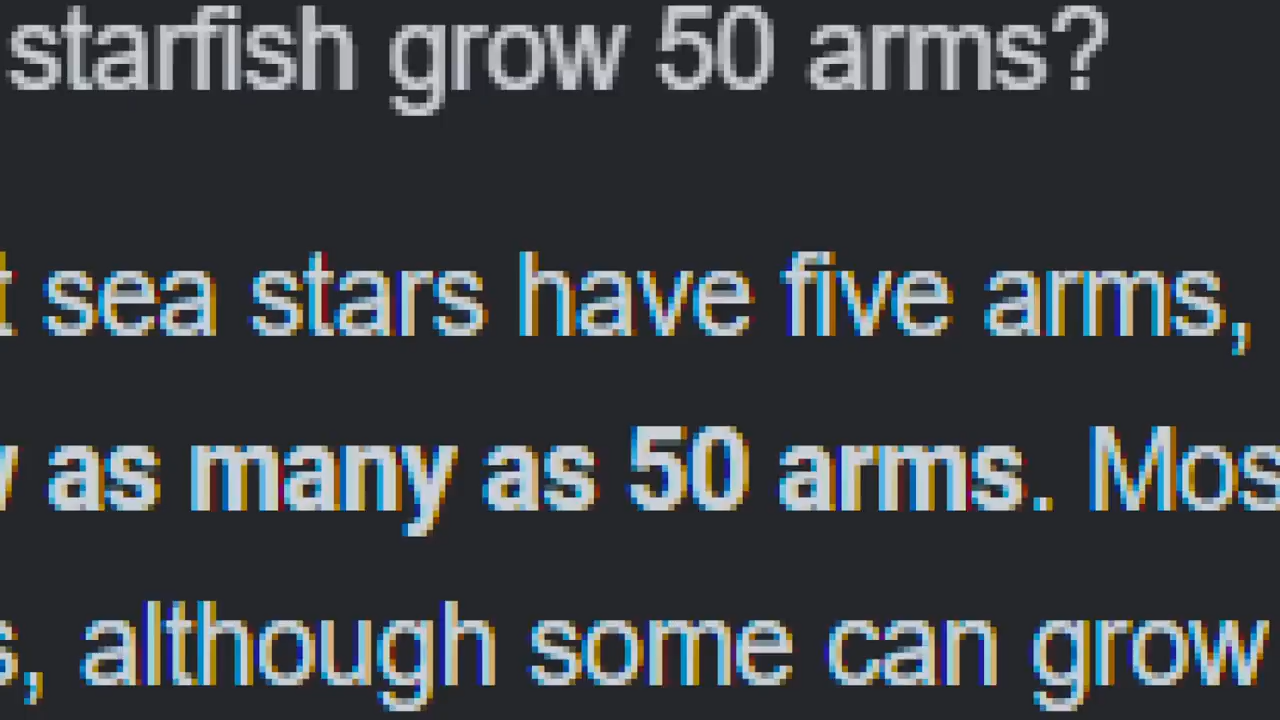 starfish grow 50 arms?
t sea stars have five arms,
as many as 50 arms. Mos
s, although some can grow